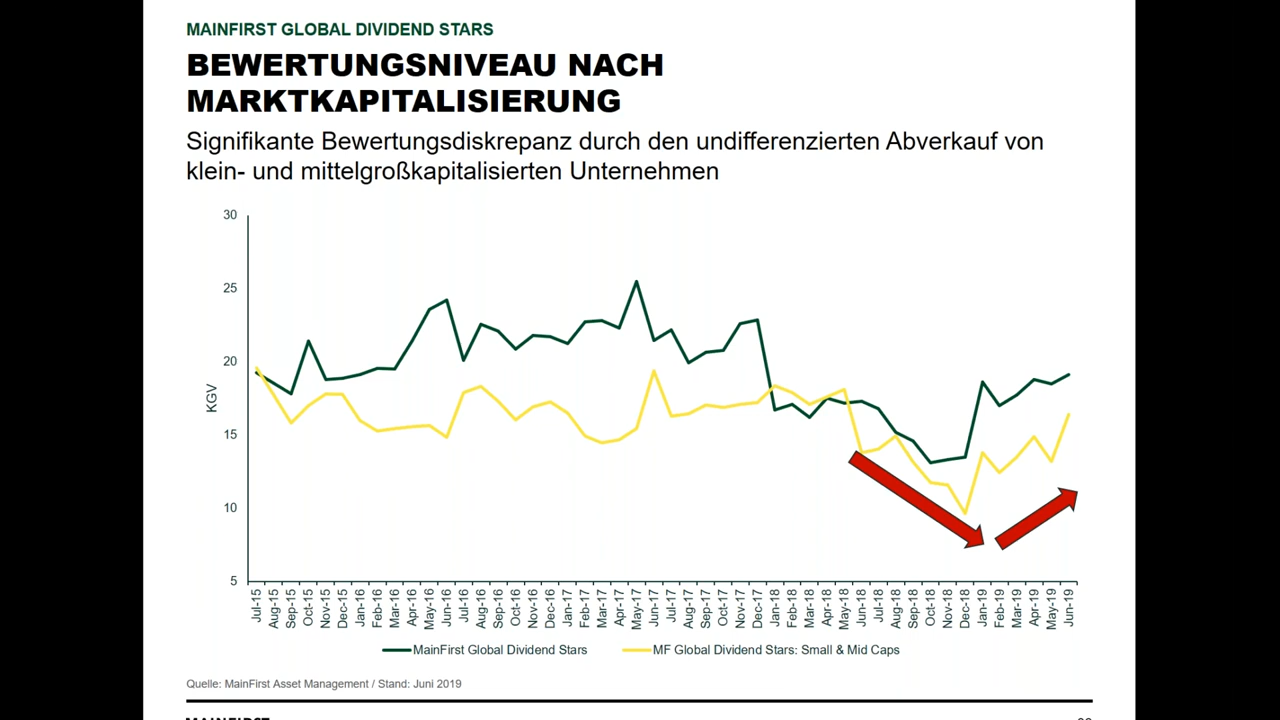 MAINFIRST GLOBAL DIVIDEND STARS
BEWERTUNGSNIVEAU NACH
MARKTKAPITALISIERUNG
Signifikante Bewertungsdiskrepanz durch den undifferenzierten Abverkauf von
klein- und mittelgroßkapitalisierten Unternehmen
30
25
20
15
10
5
KGV
Jul-15
Aug-15
Sep-15
Oct-15
Nov-15
Dec-15
Jan-16
Feb-16
Mar-16
Apr-16
May-16
Jun-16
Jul-16
Aug-16
Sep-16
Oct-16
Nov-16
Dec-16
Jan-17
Feb-17
Mar-17
Apr-17
May-17
Jun-17
Jul-17
Aug-17
Sep-17
Oct-17
Nov-17
Dec-17
Jan-18
Feb-18
Mar-18
Apr-18
May-18
Jun-18
Jul-18
Aug-18
Sep-18
Oct-18
Nov-18
Dec-18
Jan-19
Feb-19
Mar-19
Apr-19
May-19
Jun-19
MainFirst Global Dividend Stars
MF Global Dividend Stars: Small & Mid Caps
Quelle: MainFirst Asset Management / Stand: Juni 2019
MAINFIRST